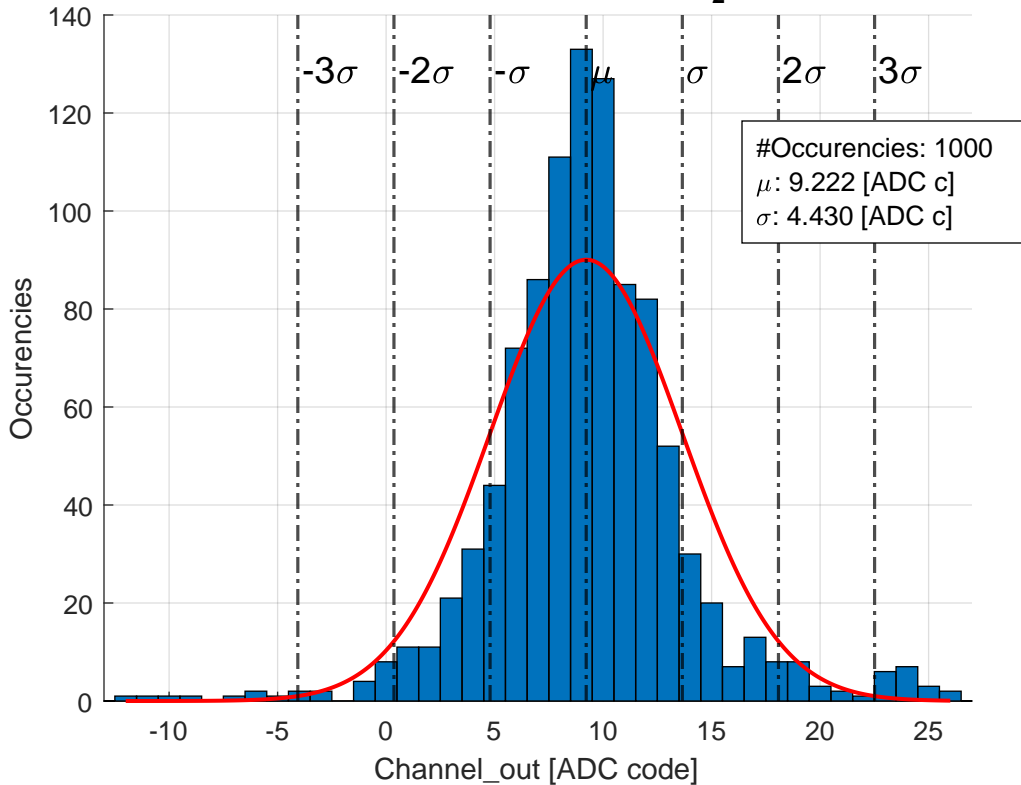 140
120
100
80
60
40
20
0
Occurencies
-3σ
-2σ
-σ
μ
σ
2σ
3σ
#Occurencies: 1000
μ: 9.222 [ADC c]
σ: 4.430 [ADC c]
-10
-5
0
5
10
15
20
25
Channel_out [ADC code]